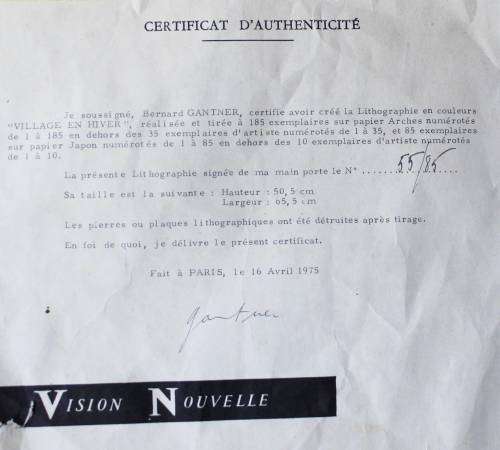 CERTIFICAT D'AUTHENTICITÉ
Je soussigné, Bernard GANTNER, certifie avoir créé la Lithographie en couleurs
"VILLAGE EN HIVER", réalisée et tirée à 185 exemplaires sur papier Arches numérotés
de 1 à 185 en dehors des 35 exemplaires d'artiste numérotés de 1 à 35, et 85 exemplaires
sur papier Japon numérotés de 1 à 85 en dehors des 10 exemplaires d'artiste numérotés
de 1 à 10.
La présente Lithographie signée de ma main porte le N° ...... 55/85
Sa taille est la suivante : Hauteur : 50,5 cm
Largeur : 65,5 cm
Les pierres ou plaques lithographiques ont été détruites après tirage.
En foi de quoi, je délivre le présent certificat.
Fait à PARIS, le 16 Avril 1975
gantner
VISION NOUVELLE